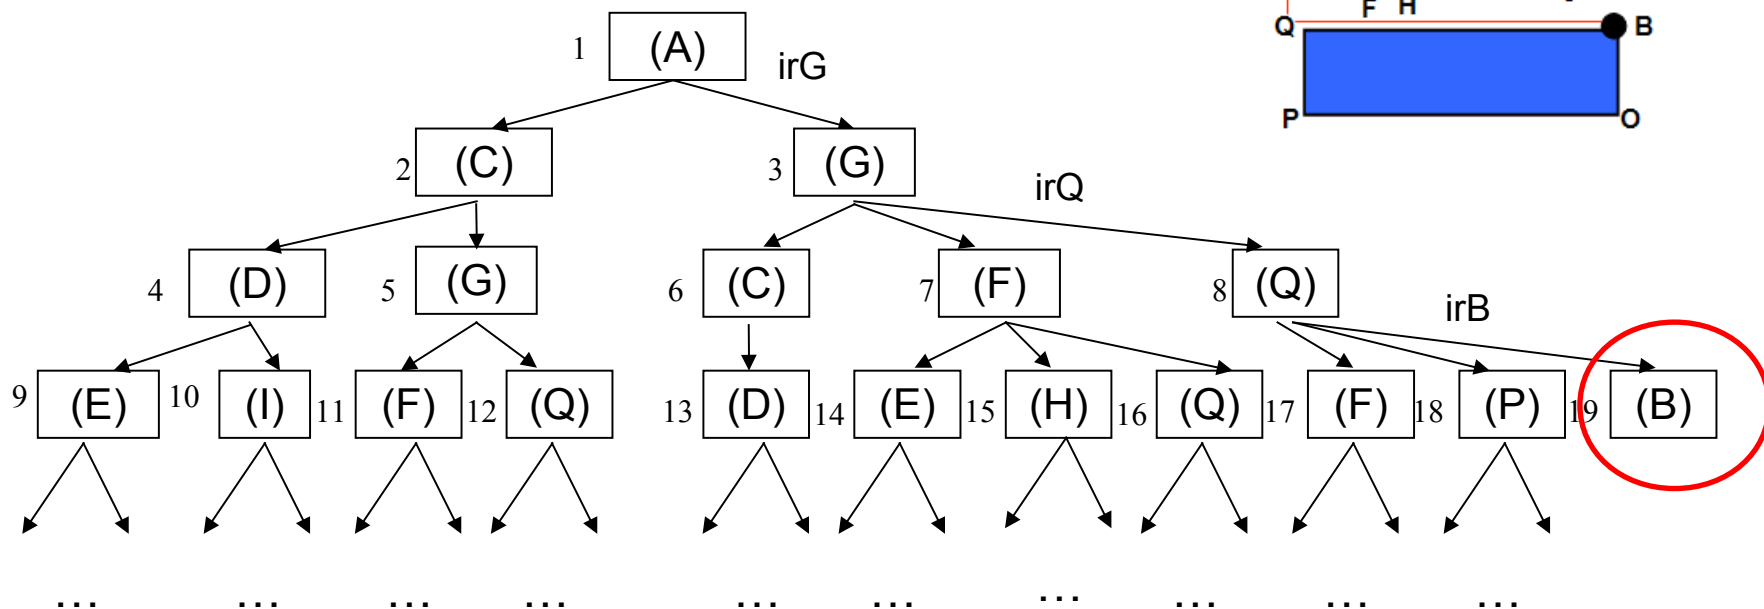 F H
Q B
1 (A) irG
P O
2 (C) 3 (G) irQ
4 (D) 5 (G) 6 (C) 7 (F) 8 (Q) irB
9 (E) 10 (I) 11 (F) 12 (Q) 13 (D) 14 (E) 15 (H) 16 (Q) 17 (F) 18 (P) 19 (B)
... ... ... ... ... ... ... ... ... ...